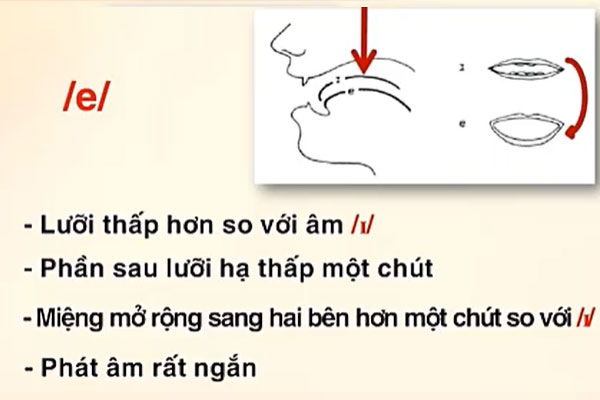 /e/
ɪ
e
ɪ
e
- Lưỡi thấp hơn so với âm /ɪ/
- Phần sau lưỡi hạ thấp một chút
- Miệng mở rộng sang hai bên hơn một chút so với /ɪ/
- Phát âm rất ngắn